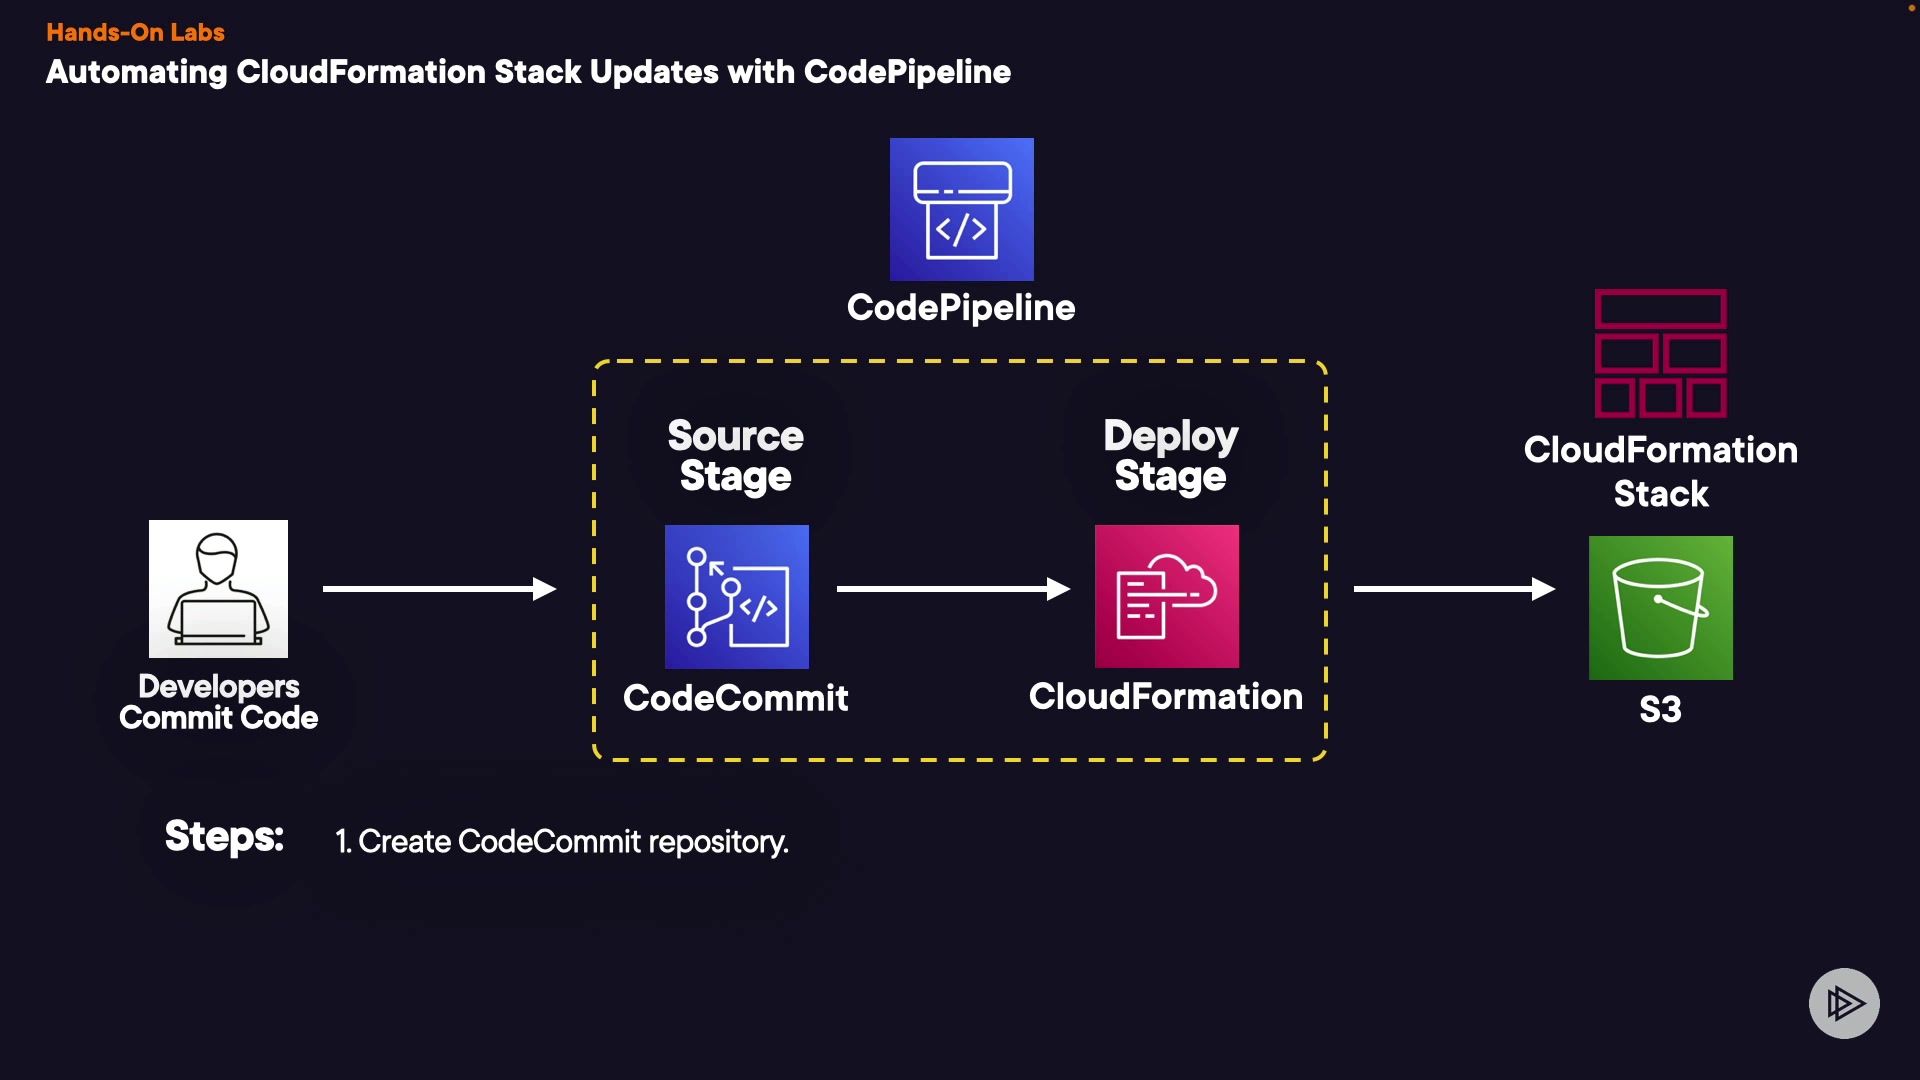 Hands-On Labs
Automating CloudFormation Stack Updates with CodePipeline
</>
CodePipeline
Source
Stage
Deploy
Stage
CloudFormation
Stack
</>
Developers
Commit Code
CodeCommit
CloudFormation
S3
Steps:
1. Create CodeCommit repository.